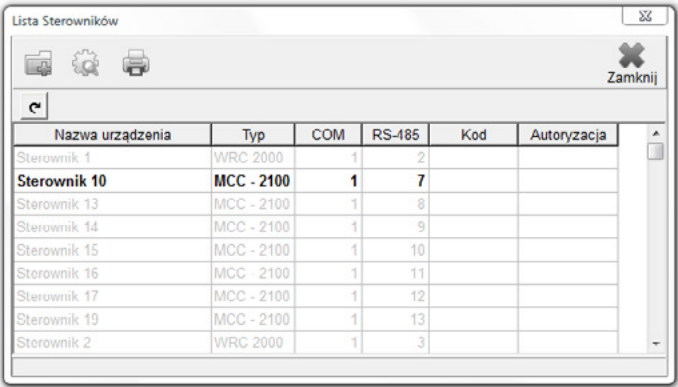 Lista Sterowników
Zamknij
Nazwa urządzenia Typ COM RS-485 Kod Autoryzacja
Sterownik 1 WRC 2000 1 2
Sterownik 10 MCC - 2100 1 7
Sterownik 13 MCC - 2100 1 8
Sterownik 14 MCC - 2100 1 9
Sterownik 15 MCC - 2100 1 10
Sterownik 16 MCC - 2100 1 11
Sterownik 17 MCC - 2100 1 12
Sterownik 19 MCC - 2100 1 13
Sterownik 2 WRC 2000 1 3